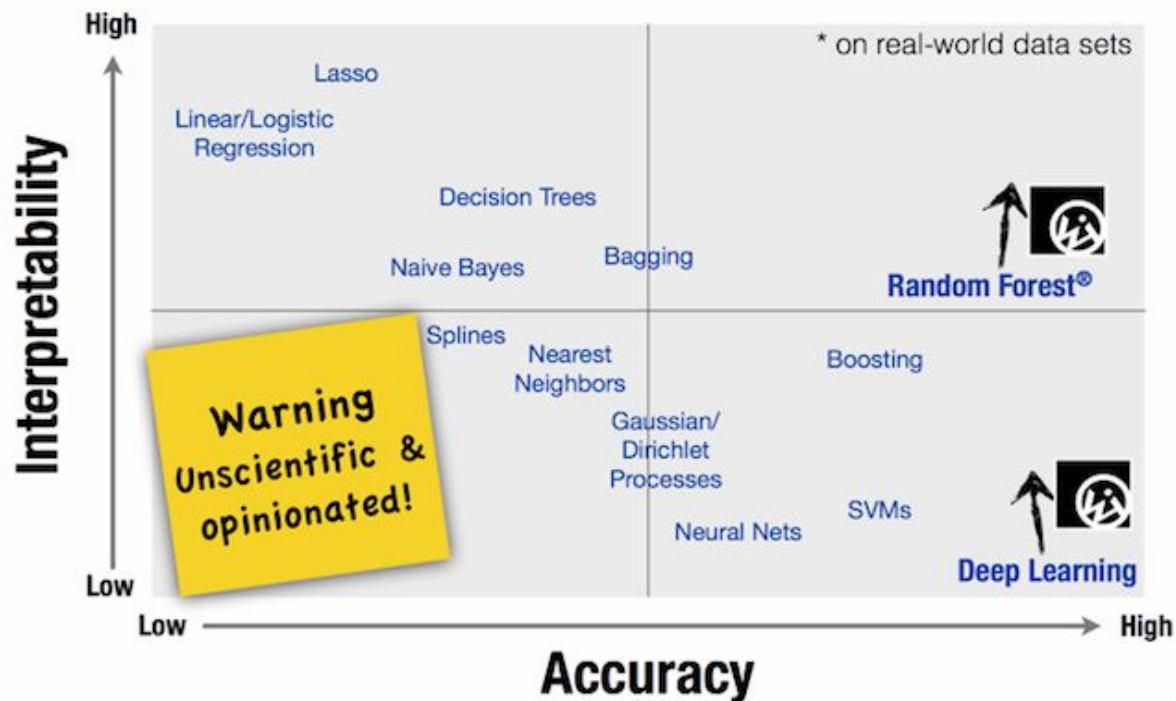 High
* on real-world data sets
Lasso
Linear/Logistic
Regression
Decision Trees
Naive Bayes
Bagging
Random Forest®
Interpretability
Splines
Nearest
Neighbors
Boosting
Warning
Unscientific &
opinionated!
Gaussian/
Dirichlet
Processes
SVMs
Neural Nets
Deep Learning
Low
Low
High
Accuracy